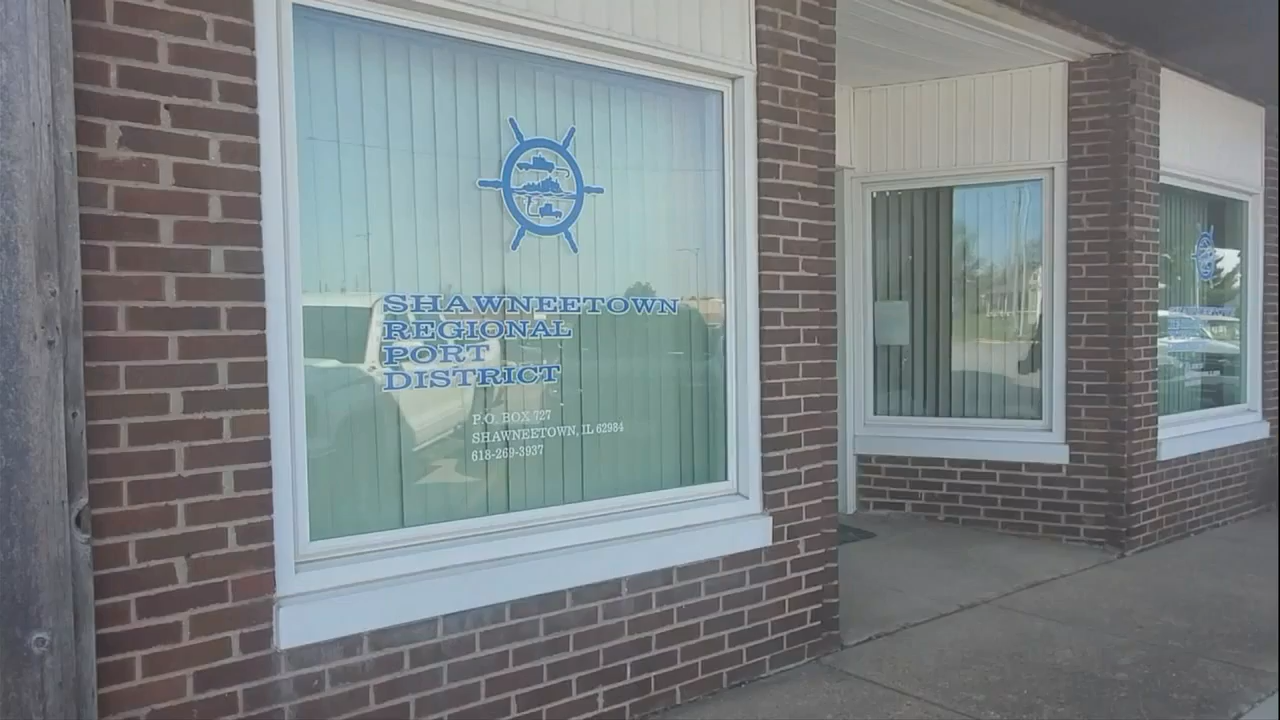 SHAWNEETOWN
REGIONAL
PORT
DISTRICT
P.O. BOX 727
SHAWNEETOWN, IL 62984
618-269-3937